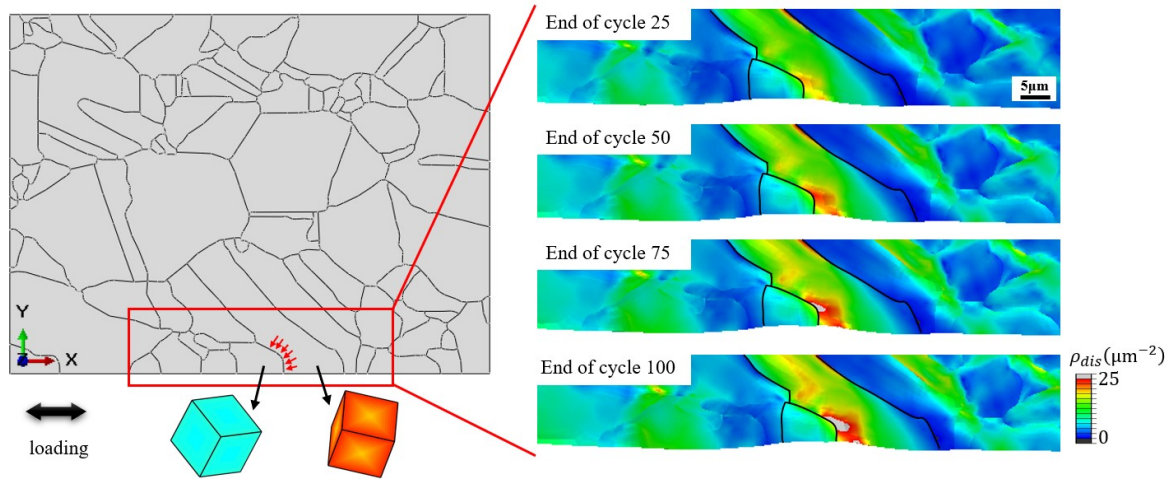 End of cycle 25
5μm
End of cycle 50
End of cycle 75
End of cycle 100
ρ_dis(μm⁻²)
25
0
Y
Z X
loading